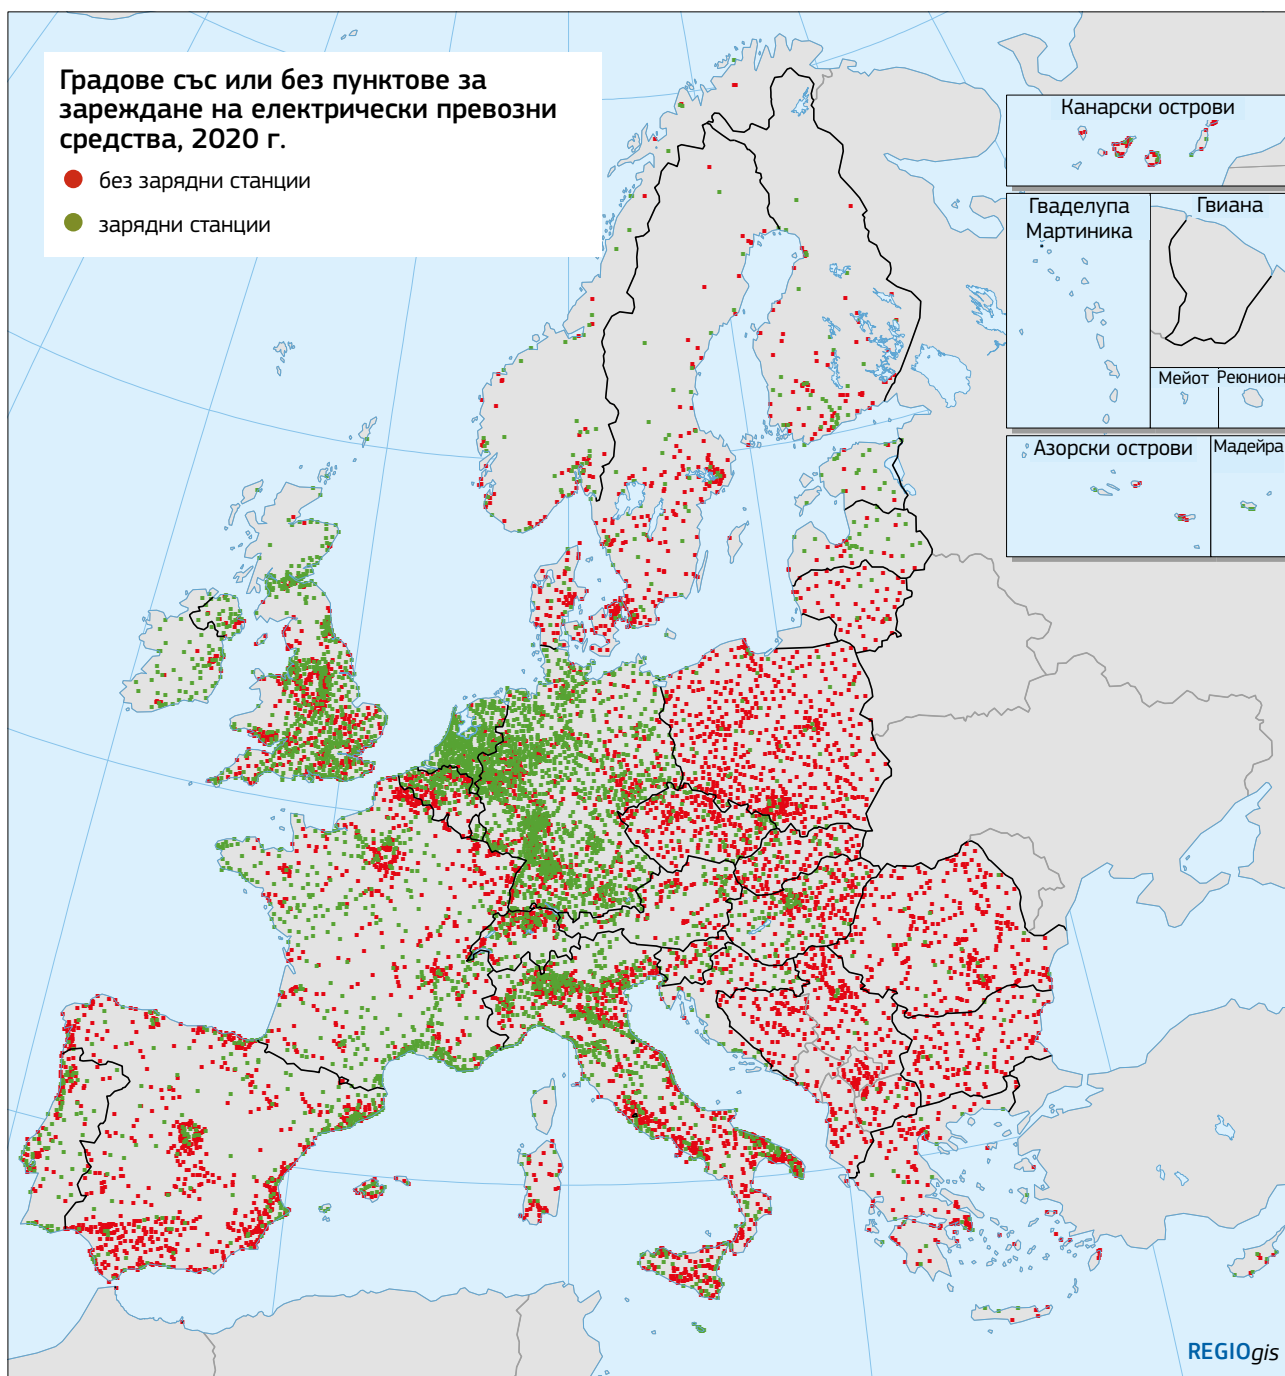 Градове със или без пунктове за
зареждане на електрически превозни
средства, 2020 г.
без зарядни станции
зарядни станции
Канарски острови
Гваделупа
Мартиника
Гвиана
Мейот
Реюнион
Азорски острови
Мадейра
REGIOgis